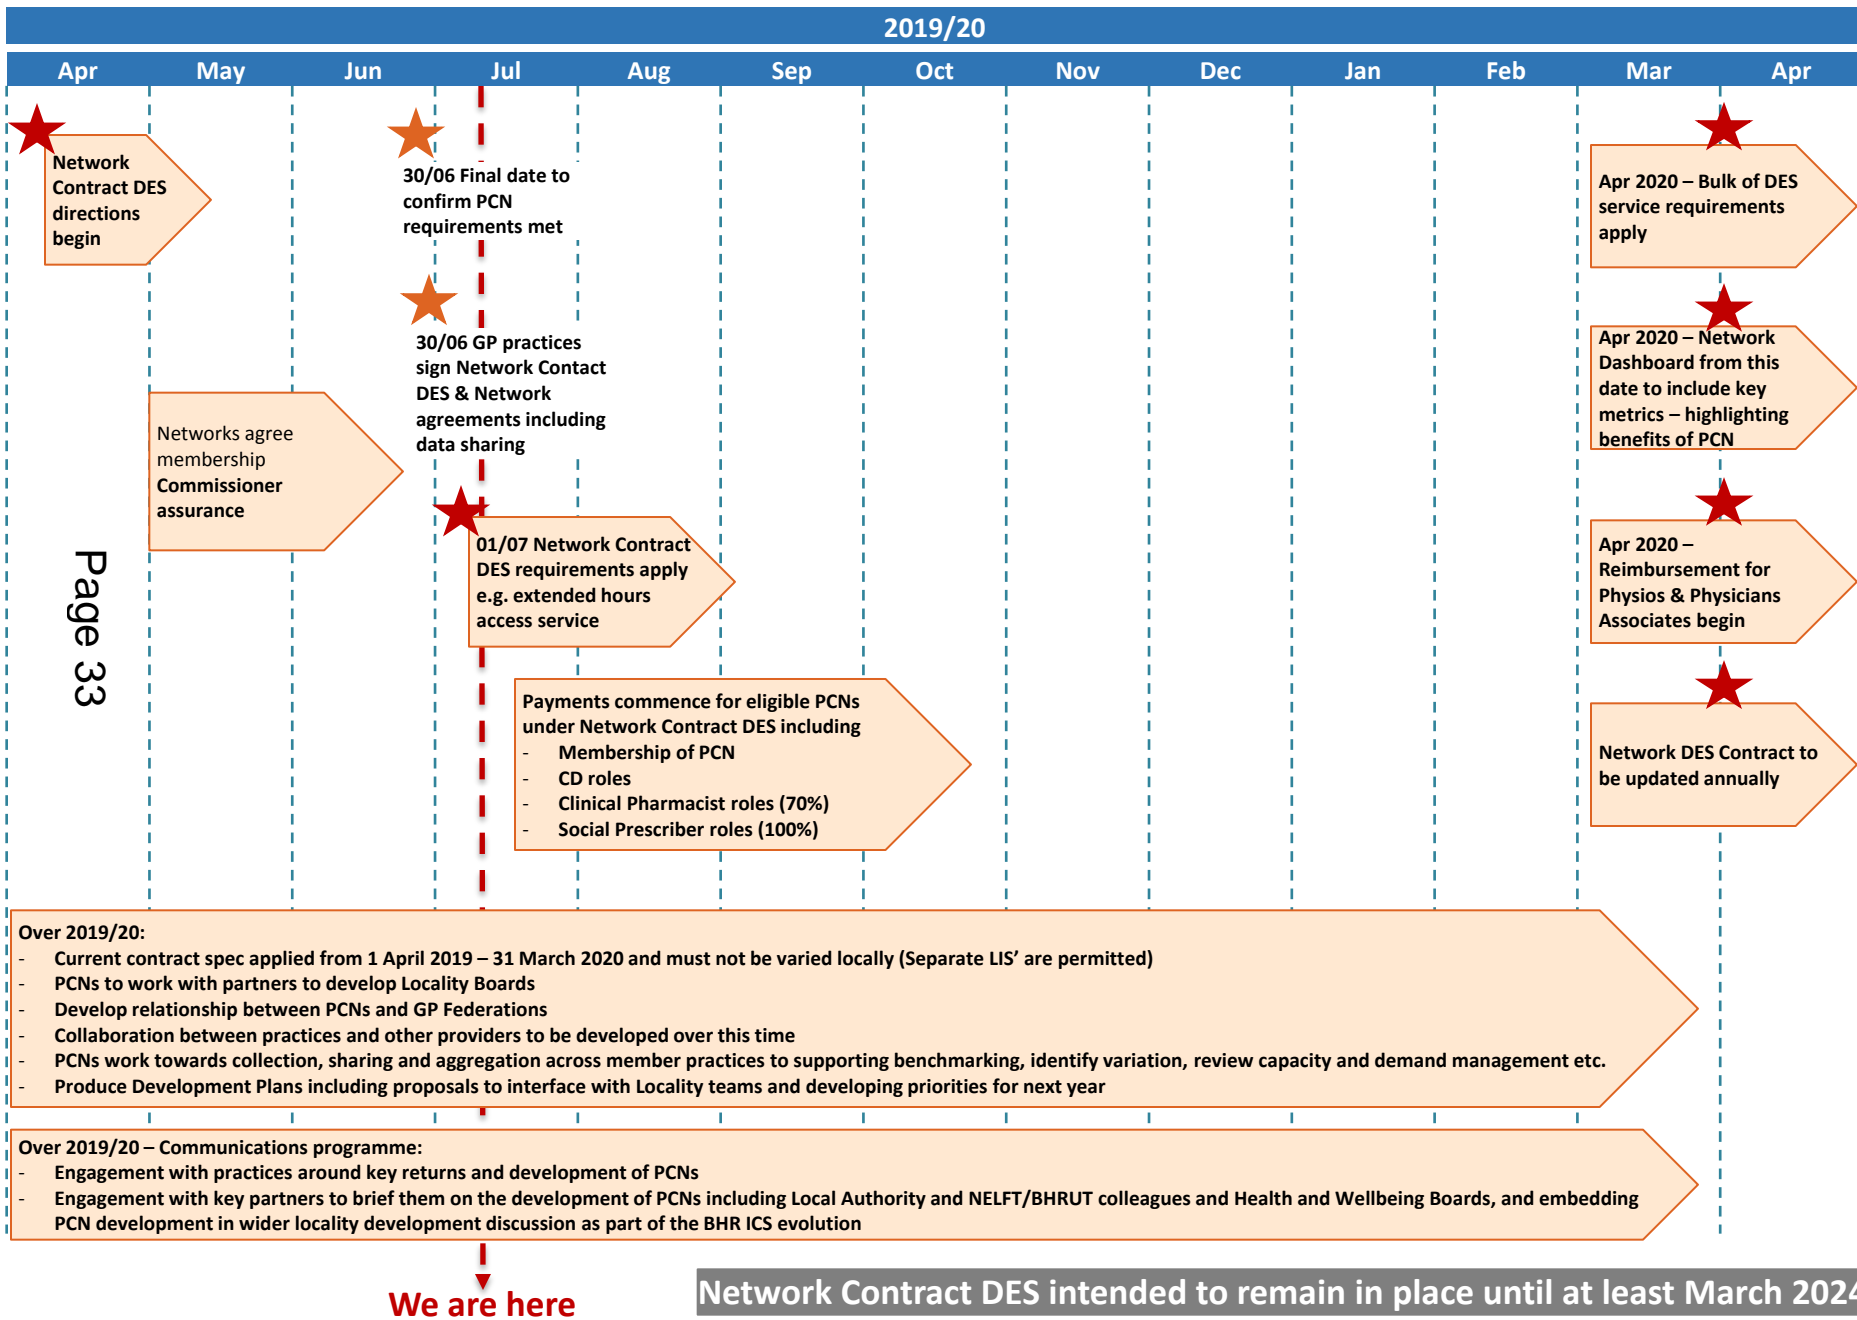 2019/20
Apr May Jun Jul Aug Sep Oct Nov Dec Jan Feb Mar Apr
Network
Contract DES
directions
begin
30/06 Final date to
confirm PCN
requirements met
Apr 2020 – Bulk of DES
service requirements
apply
30/06 GP practices
sign Network Contact
DES & Network
agreements including
data sharing
Apr 2020 – Network
Dashboard from this
date to include key
metrics – highlighting
benefits of PCN
Networks agree
membership
Commissioner
assurance
01/07 Network Contract
DES requirements apply
e.g. extended hours
access service
Apr 2020 –
Reimbursement for
Physios & Physicians
Associates begin
Page 33
Payments commence for eligible PCNs
under Network Contract DES including
- Membership of PCN
- CD roles
- Clinical Pharmacist roles (70%)
- Social Prescriber roles (100%)
Network DES Contract to
be updated annually
Over 2019/20:
- Current contract spec applied from 1 April 2019 – 31 March 2020 and must not be varied locally (Separate LIS’ are permitted)
- PCNs to work with partners to develop Locality Boards
- Develop relationship between PCNs and GP Federations
- Collaboration between practices and other providers to be developed over this time
- PCNs work towards collection, sharing and aggregation across member practices to supporting benchmarking, identify variation, review capacity and demand management etc.
- Produce Development Plans including proposals to interface with Locality teams and developing priorities for next year
Over 2019/20 – Communications programme:
- Engagement with practices around key returns and development of PCNs
- Engagement with key partners to brief them on the development of PCNs including Local Authority and NELFT/BHRUT colleagues and Health and Wellbeing Boards, and embedding
PCN development in wider locality development discussion as part of the BHR ICS evolution
We are here
Network Contract DES intended to remain in place until at least March 2024